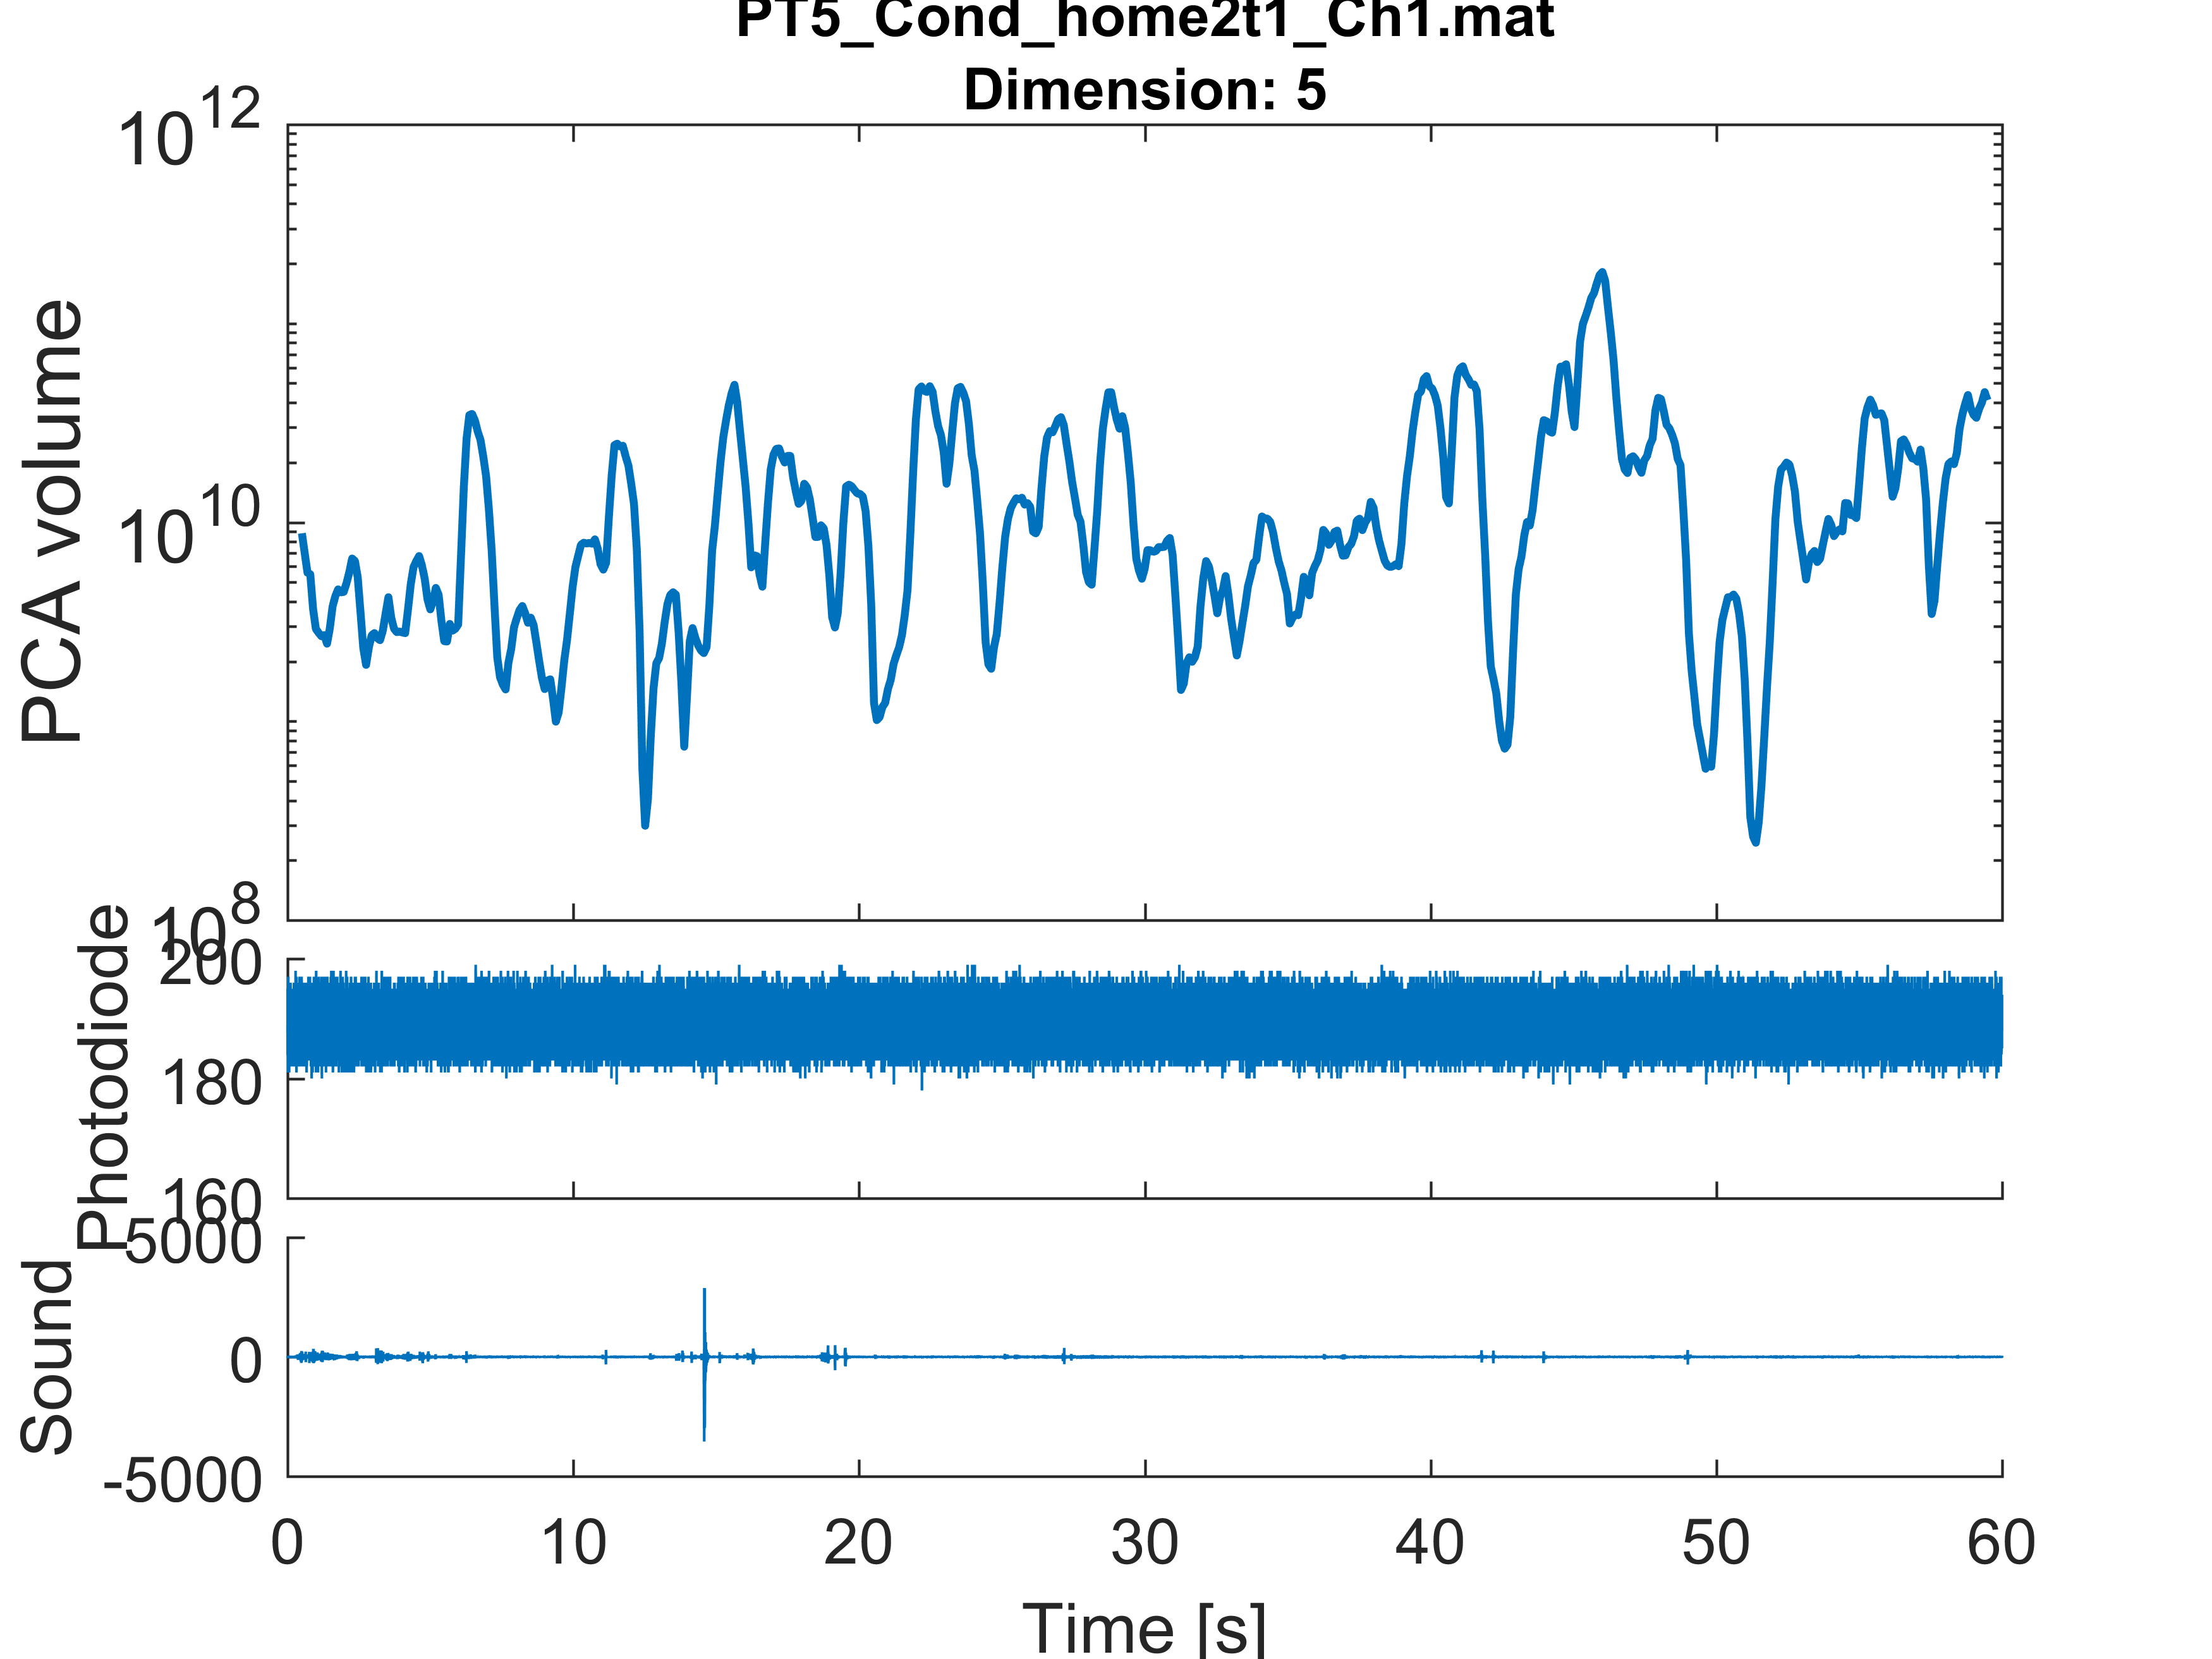 PT5_Cond_home2t1_Ch1.mat
Dimension: 5
PCA volume
10^12
10^10
10^8
Photodiode
200
180
160
Sound
5000
0
-5000
0 10 20 30 40 50 60
Time [s]